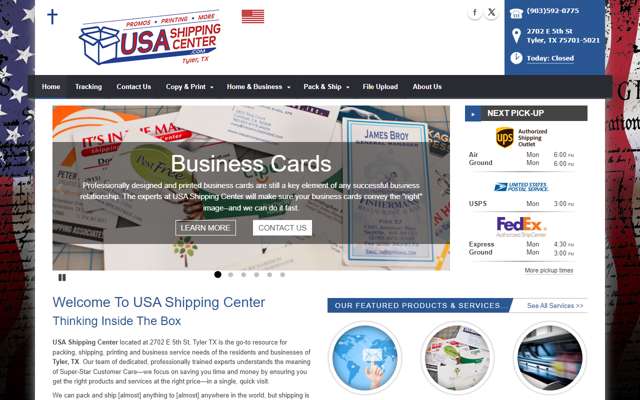 PROMOS • PRINTING • MORE
USA SHIPPING CENTER
.COM
Tyler, TX
(903)592-0775
2702 E 5th St
Tyler, TX 75701-5021
Today: Closed
Home Tracking Contact Us Copy & Print Home & Business Pack & Ship File Upload About Us
IT'S IN THE MAIL
Post Free
JAMES BROY
GENERAL MANAGER
Business Cards
Professionally designed and printed business cards are still a key element of any successful business
relationship. The experts at USA Shipping Center will make sure your business cards convey the "right"
image--and we can do it fast.
LEARN MORE CONTACT US
NEXT PICK-UP
ups Authorized
Shipping
Outlet
Air Mon 6:00 PM
Ground Mon 6:00 PM
UNITED STATES
POSTAL SERVICE
USPS Mon 3:00 PM
FedEx
Authorized ShipCenter
Express Mon 4:30 PM
Ground Mon 3:30 PM
More pickup times
Welcome To USA Shipping Center
Thinking Inside The Box
USA Shipping Center located at 2702 E 5th St. Tyler TX is the go-to resource for
packing, shipping, printing and business service needs of the residents and businesses of
Tyler, TX. Our team of dedicated, professionally trained experts understands the meaning
of Super-Star Customer Care—we focus on saving you time and money by ensuring you
get the right products and services at the right price—in a single, quick visit.
We can pack and ship [almost] anything to [almost] anywhere in the world, but shipping is
OUR FEATURED PRODUCTS & SERVICES... See All Services >>